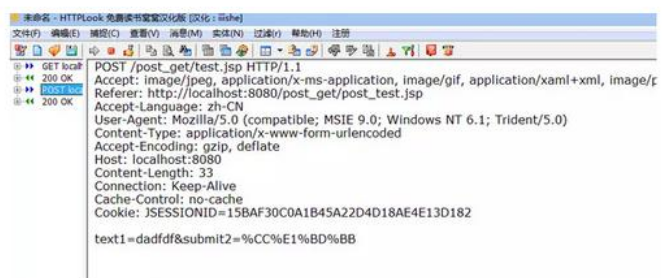 未命名 - HTTPLook 免费读书窝窝汉化版 [汉化：iiishe]
文件(F) 编辑(E) 捕捉(C) 查看(V) 消息(M) 实体(N) 过滤(r) 帮助(H) 注册
GET localh
200 OK
POST loca
200 OK
POST /post_get/test.jsp HTTP/1.1
Accept: image/jpeg, application/x-ms-application, image/gif, application/xaml+xml, image/p
Referer: http://localhost:8080/post_get/post_test.jsp
Accept-Language: zh-CN
User-Agent: Mozilla/5.0 (compatible; MSIE 9.0; Windows NT 6.1; Trident/5.0)
Content-Type: application/x-www-form-urlencoded
Accept-Encoding: gzip, deflate
Host: localhost:8080
Content-Length: 33
Connection: Keep-Alive
Cache-Control: no-cache
Cookie: JSESSIONID=15BAF30C0A1B45A22D4D18AE4E13D182
text1=dadfdf&submit2=%CC%E1%BD%BB